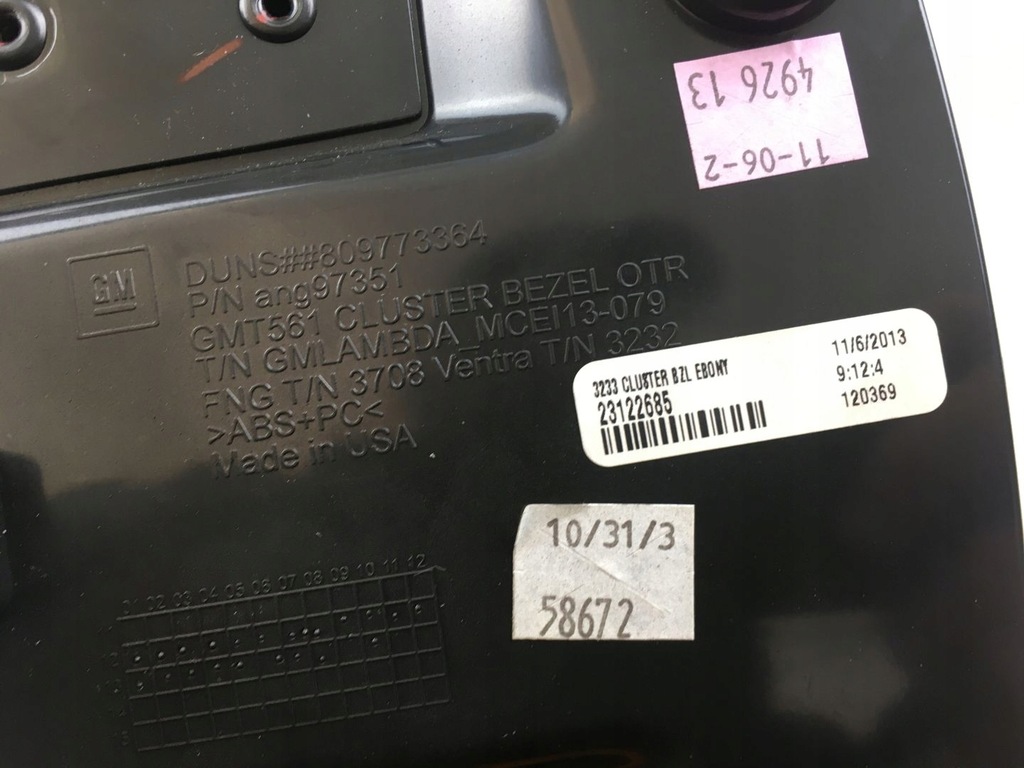 4926 13
11-06-2
GM
DUNS##809773364
P/N ang97351
GMT561 CLUSTER BEZEL OTR
T/N GMLAMBDA_MCEI13-079
FNG T/N 3708 Ventra T/N 3232
>ABS+PC<
Made in USA
3233 CLUSTER BZL EBONY
23122685
11/6/2013
9:12:4
120369
10/31/3
58672
01 02 03 04 05 06 07 08 09 10 11 12